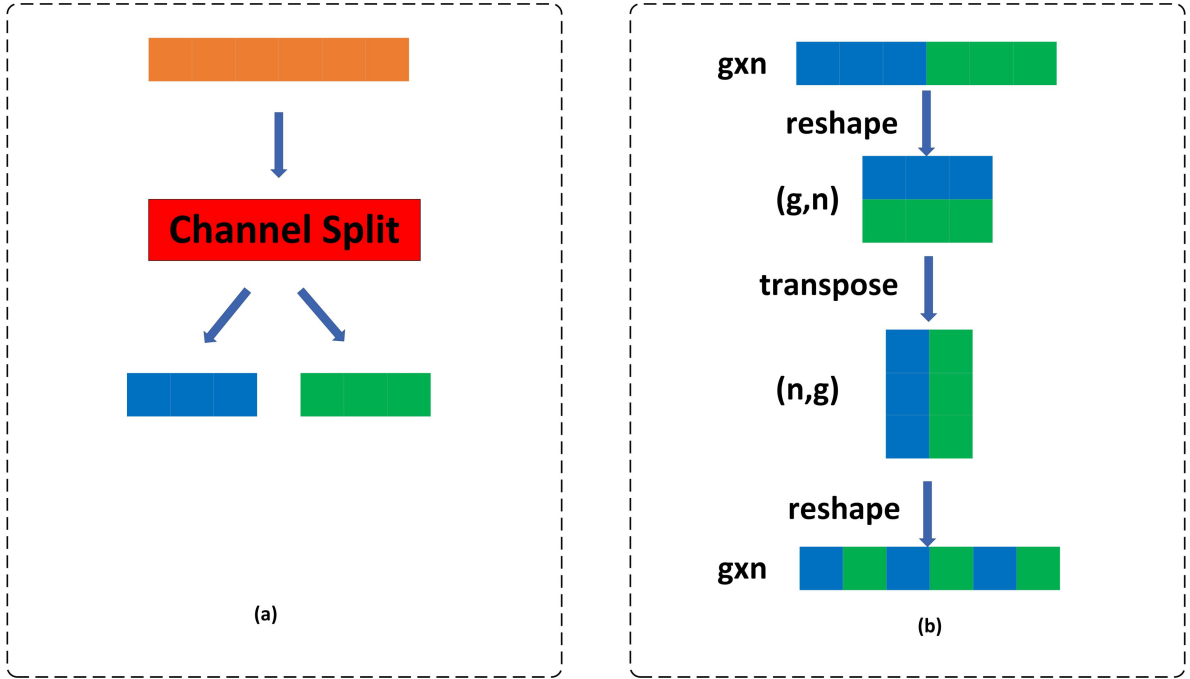 Channel Split
(a)
gxn
reshape
(g,n)
transpose
(n,g)
reshape
gxn
(b)